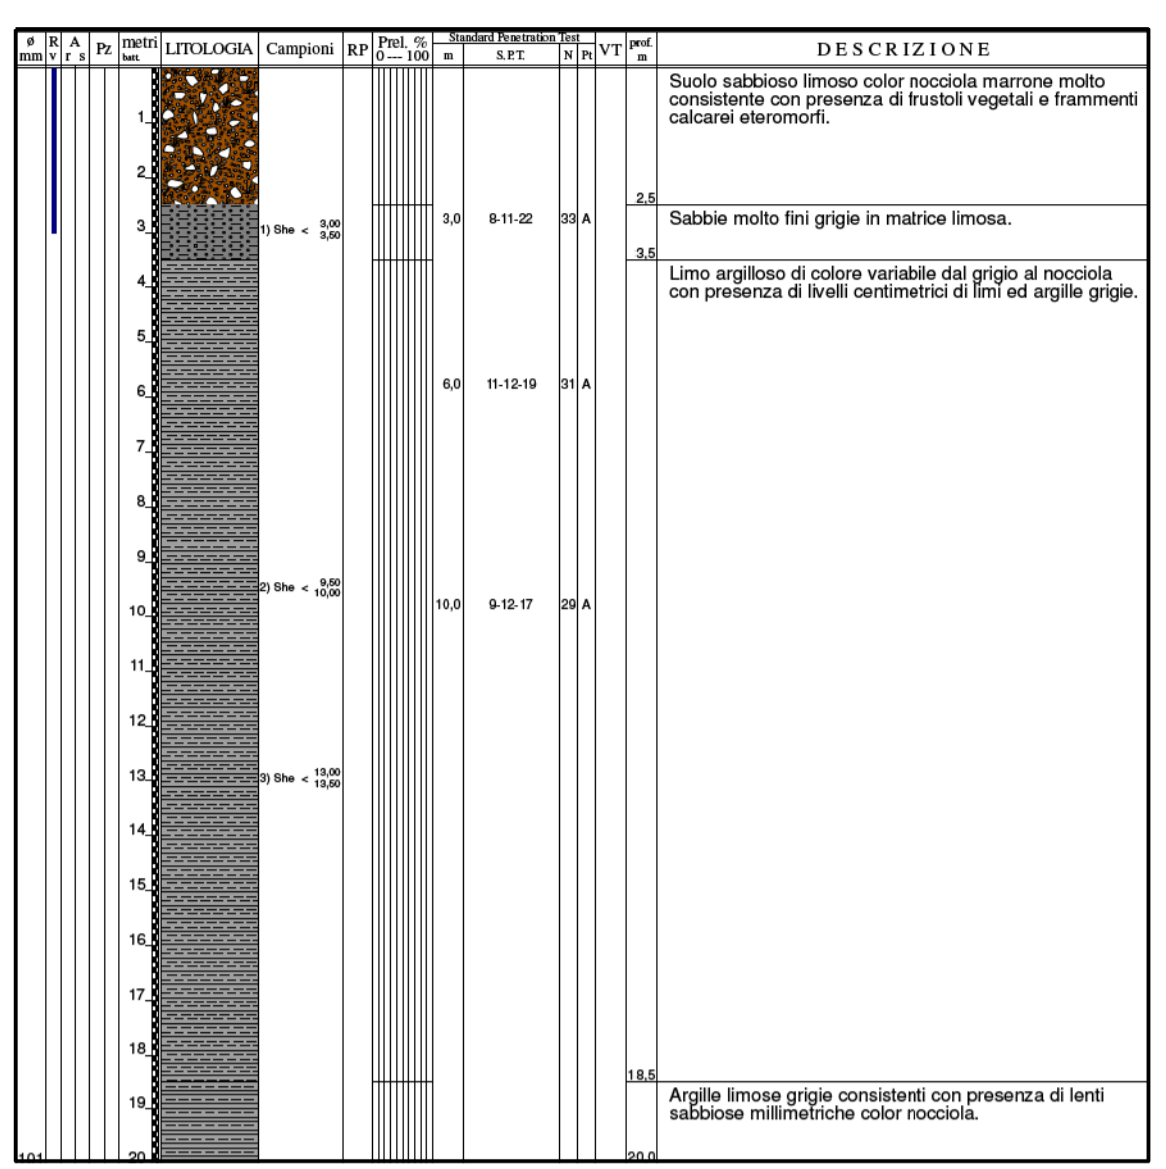 ø R A Pz metri LITOLOGIA Campioni RP Prel. % Standard Penetration Test VT prof. DESCRIZIONE
mm v r s batt. 0 --- 100 m S.P.T. N Pt m
Suolo sabbioso limoso color nocciola marrone molto
consistente con presenza di frustoli vegetali e frammenti
calcarei eteromorfi.
1
2
2,5
3,0 8-11-22 33 A Sabbie molto fini grigie in matrice limosa.
3 1) She < 3,00
3,50
3,5
Limo argilloso di colore variabile dal grigio al nocciola
4
con presenza di livelli centimetrici di limi ed argille grigie.
5
6,0 11-12-19 31 A
6
7
8
9
2) She < 9,50
10,00
10,0 9-12-17 29 A
10
11
12
13 3) She < 13,00
13,50
14
15
16
17
18
18,5
Argille limose grigie consistenti con presenza di lenti
19
sabbiose millimetriche color nocciola.
101 20 20,0